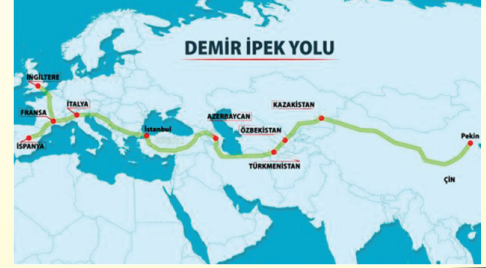 DEMİR İPEK YOLU
İNGİLTERE
FRANSA
İTALYA
İSPANYA
İstanbul
AZERBAYCAN
KAZAKİSTAN
ÖZBEKİSTAN
TÜRKMENİSTAN
Pekin
ÇİN